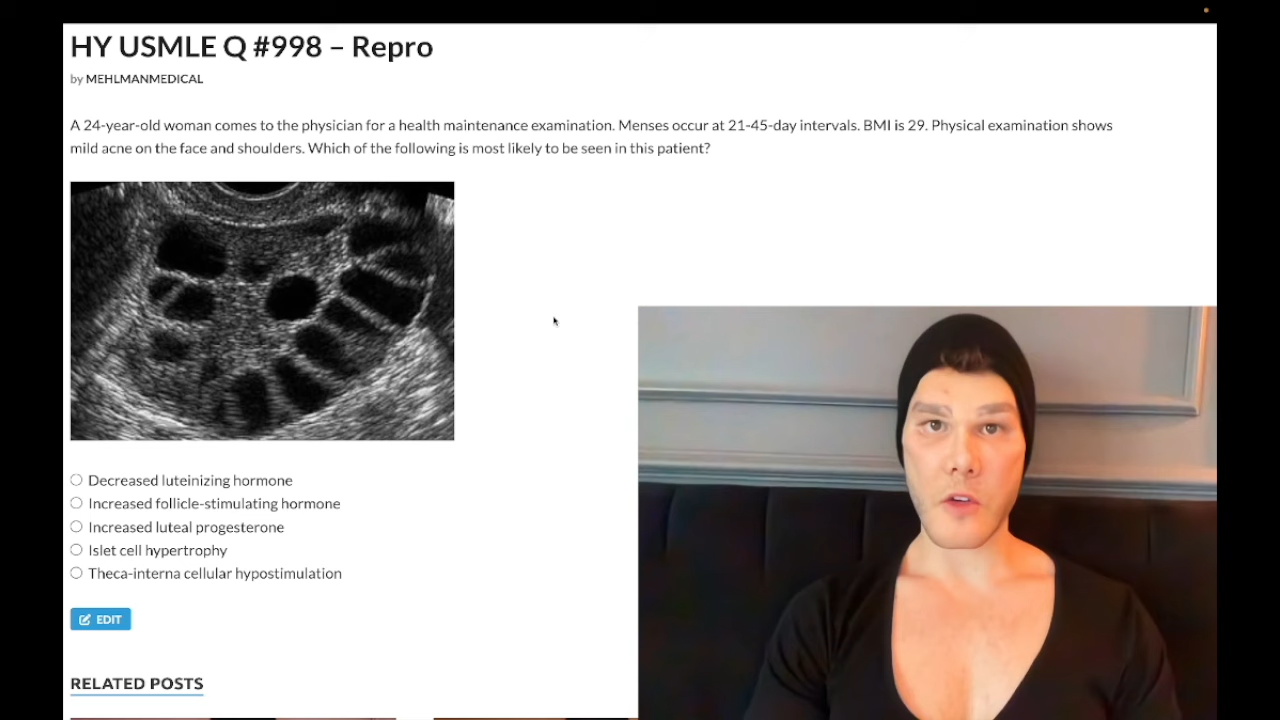 HY USMLE Q #998 – Repro
by MEHLMANMEDICAL
A 24-year-old woman comes to the physician for a health maintenance examination. Menses occur at 21-45-day intervals. BMI is 29. Physical examination shows
mild acne on the face and shoulders. Which of the following is most likely to be seen in this patient?
Decreased luteinizing hormone
Increased follicle-stimulating hormone
Increased luteal progesterone
Islet cell hypertrophy
Theca-interna cellular hypostimulation
EDIT
RELATED POSTS